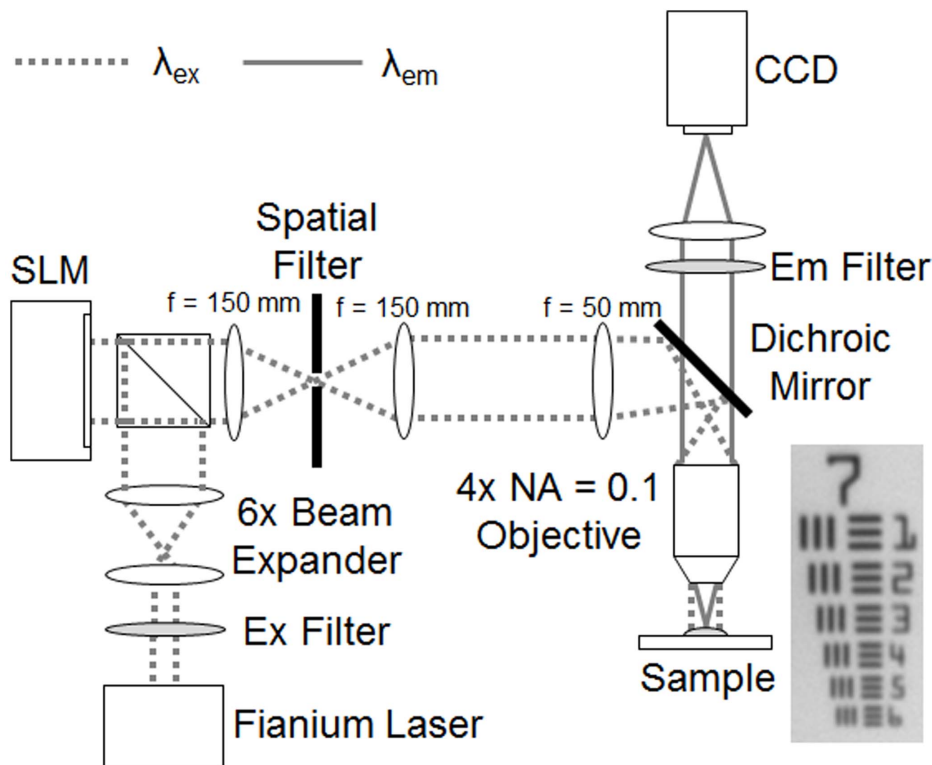 λex
λem
CCD
Spatial
Filter
SLM
Em Filter
f = 150 mm
f = 150 mm
f = 50 mm
Dichroic
Mirror
4x NA = 0.1
Objective
6x Beam
Expander
Ex Filter
Sample
Fianium Laser
7
1
2
3
4
5
6